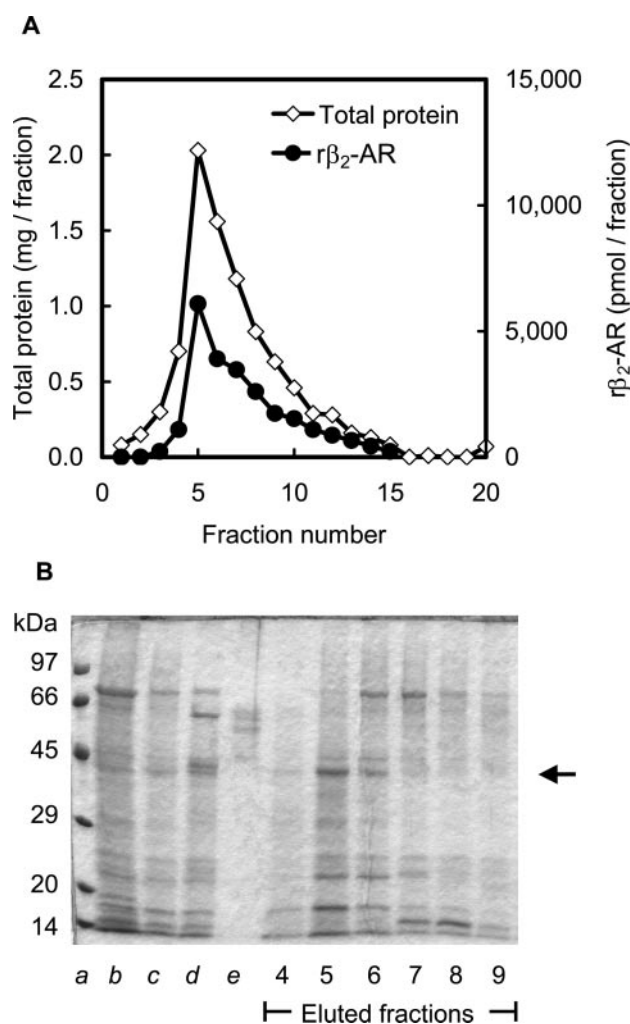 A
2.5 15,000
Total protein
rβ₂-AR
2.0
10,000
1.5
1.0
5,000
0.5
0.0 0
0 5 10 15 20
Total protein (mg / fraction)
rβ₂-AR (pmol / fraction)
Fraction number
B
kDa
97
66
45
29
20
14
a b c d e 4 5 6 7 8 9
Eluted fractions